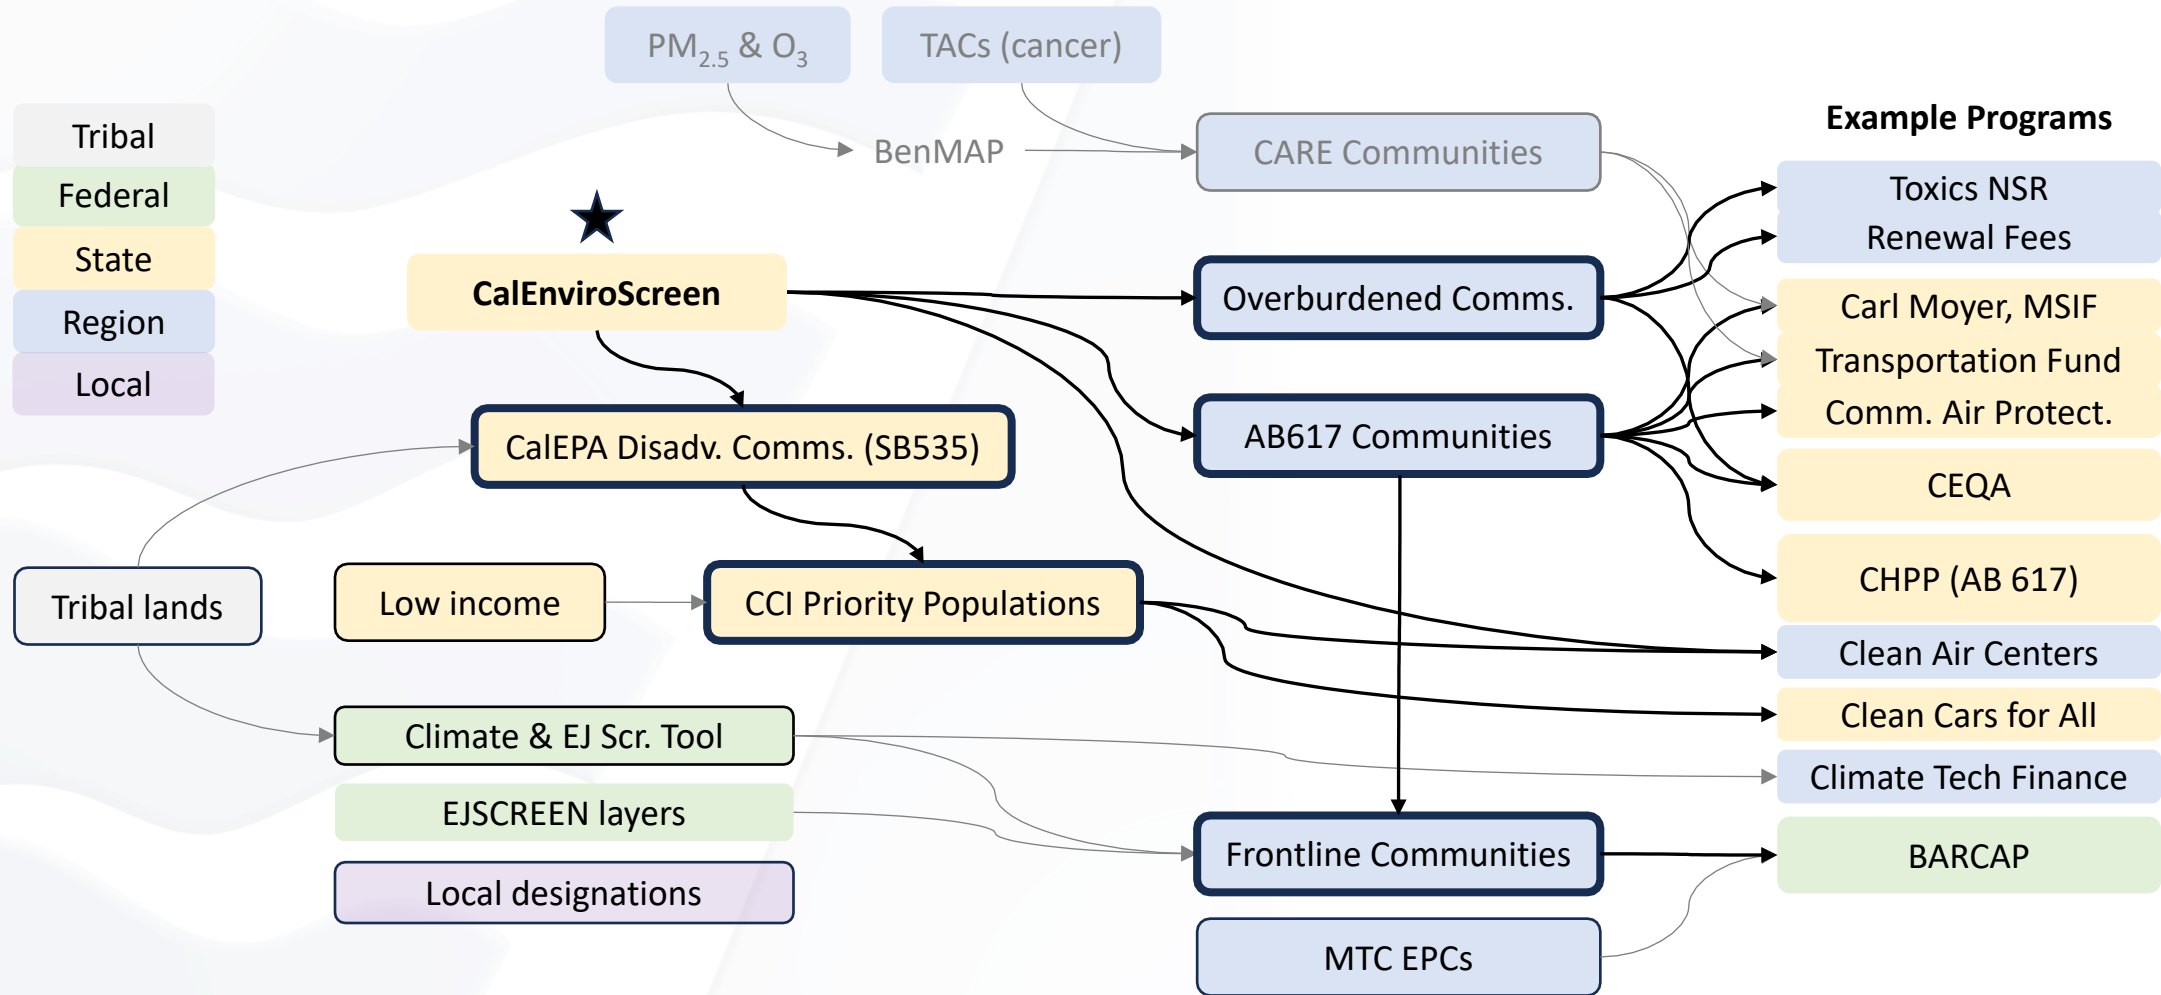 PM2.5 & O3
TACs (cancer)
Tribal
Federal
State
Region
Local
BenMAP
CARE Communities
CalEnviroScreen
Overburdened Comms.
CalEPA Disadv. Comms. (SB535)
AB617 Communities
Tribal lands
Low income
CCI Priority Populations
Climate & EJ Scr. Tool
EJSCREEN layers
Local designations
Frontline Communities
MTC EPCs
Example Programs
Toxics NSR
Renewal Fees
Carl Moyer, MSIF
Transportation Fund
Comm. Air Protect.
CEQA
CHPP (AB 617)
Clean Air Centers
Clean Cars for All
Climate Tech Finance
BARCAP